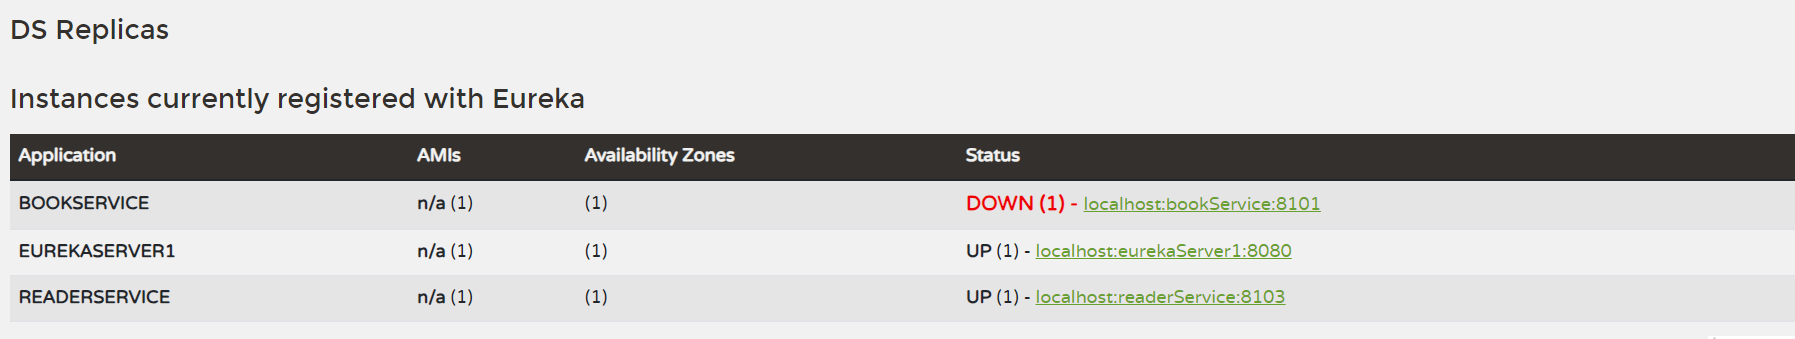 DS Replicas
Instances currently registered with Eureka
Application AMIs Availability Zones Status
BOOKSERVICE n/a (1) (1) DOWN (1) - localhost:bookService:8101
EUREKASERVER1 n/a (1) (1) UP (1) - localhost:eurekaServer1:8080
READERSERVICE n/a (1) (1) UP (1) - localhost:readerService:8103